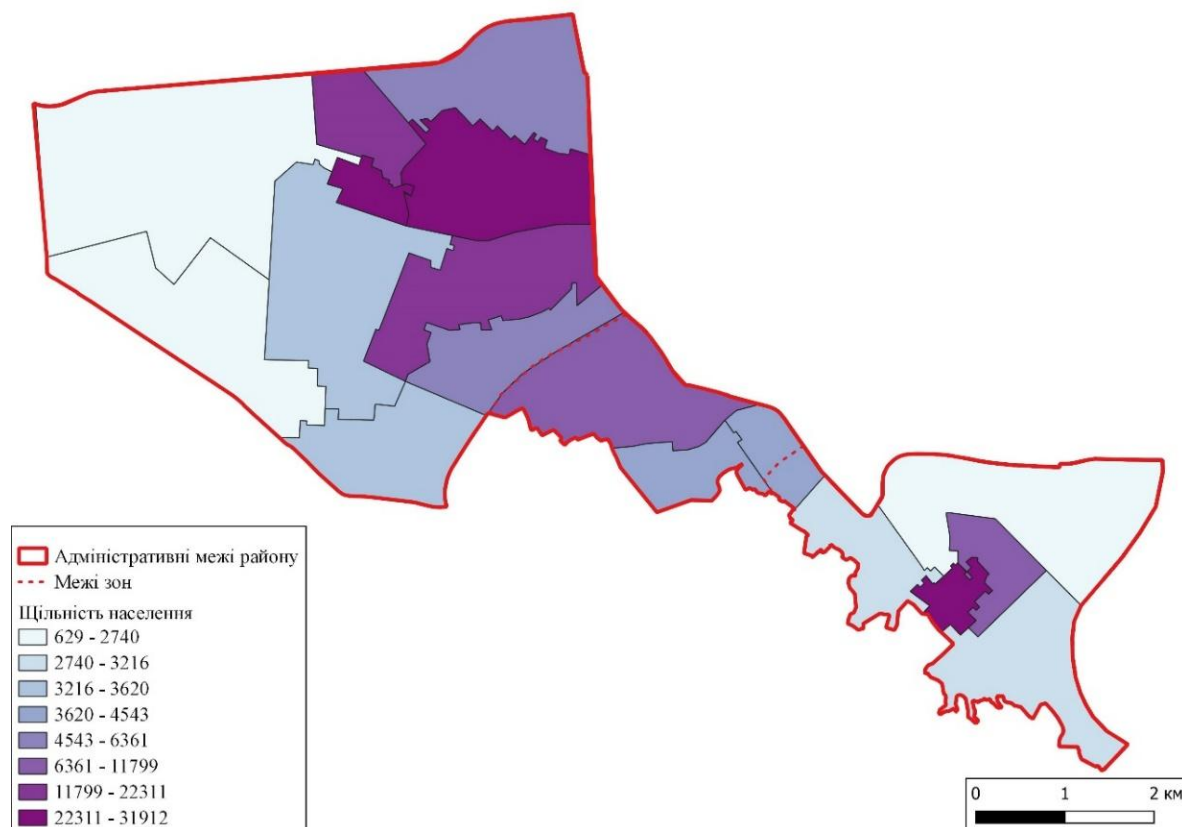 Адміністративні межі району
Межі зон
Щільність населення
629 - 2740
2740 - 3216
3216 - 3620
3620 - 4543
4543 - 6361
6361 - 11799
11799 - 22311
22311 - 31912
0 1 2 км